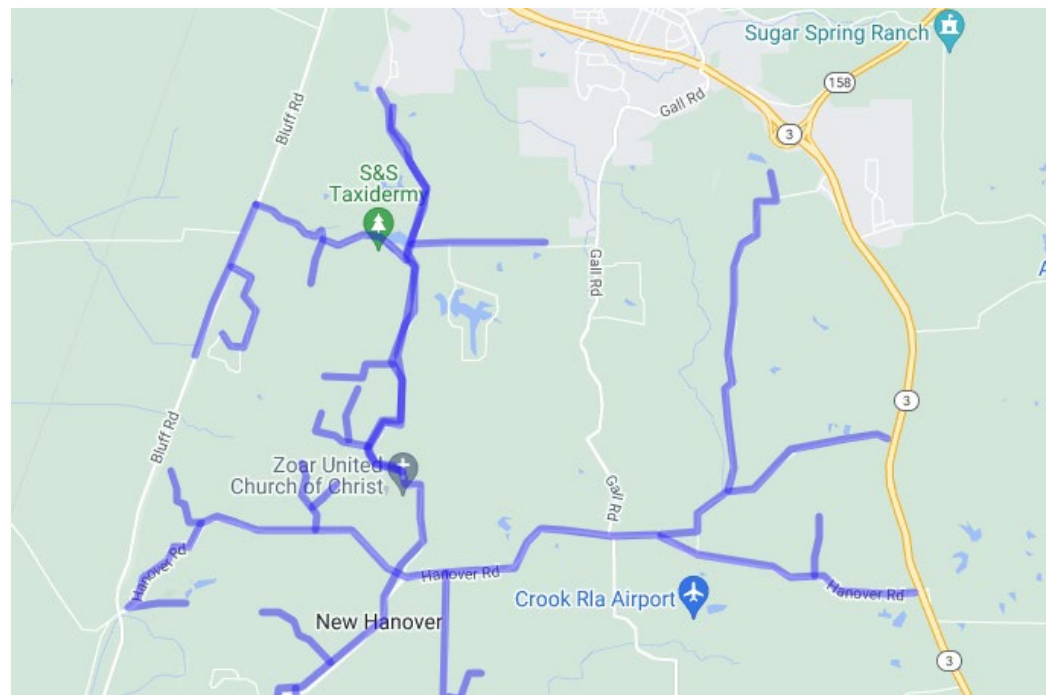 Sugar Spring Ranch
158
Gall Rd
Bluff Rd
3
S&S
Taxidermy
Gall Rd
A
3
Bluff Rd
Zoar United
Church of Christ
Gall Rd
Hanover Rd
Hanover Rd
Hanover Rd
Crook Rla Airport
New Hanover
3